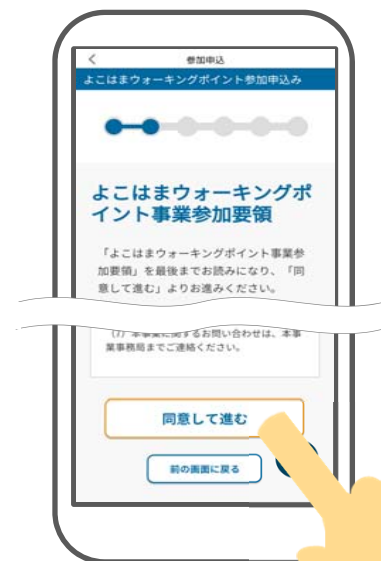 参加申込
よこはまウォーキングポイント参加申込み
よこはまウォーキングポ
イント事業参加要領
「よこはまウォーキングポイント事業参
加要領」を最後までお読みになり、「同
意して進む」よりお進みください。
(7) 本事業に関するお問い合わせは、本事
業事務局までご連絡ください。
同意して進む
前の画面に戻る